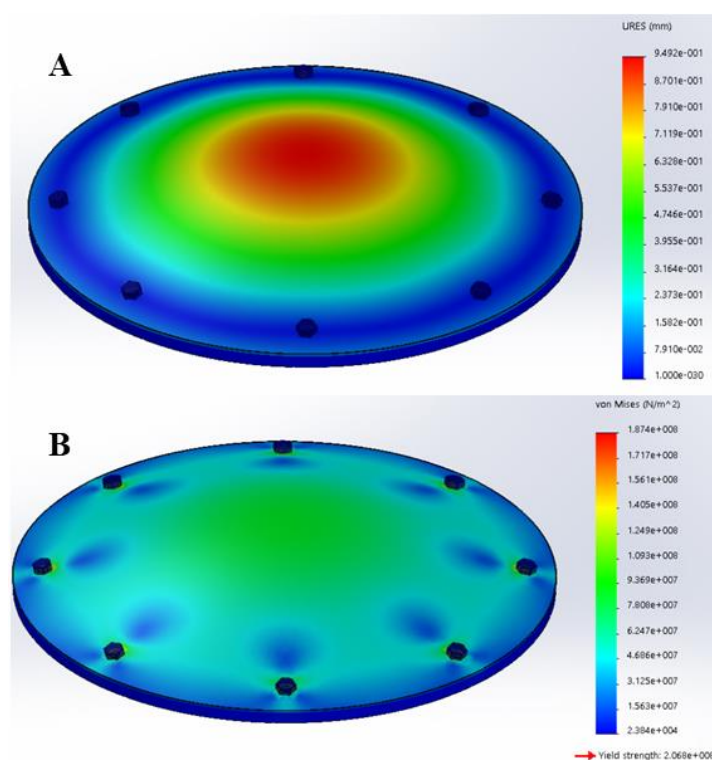 A
URES (mm)
9.492e-001
8.701e-001
7.910e-001
7.119e-001
6.328e-001
5.537e-001
4.746e-001
3.955e-001
3.164e-001
2.373e-001
1.582e-001
7.910e-002
1.000e-030
B
von Mises (N/m^2)
1.874e+008
1.717e+008
1.561e+008
1.405e+008
1.249e+008
1.093e+008
9.369e+007
7.808e+007
6.247e+007
4.686e+007
3.125e+007
1.563e+007
2.384e+004
Yield strength: 2.068e+008